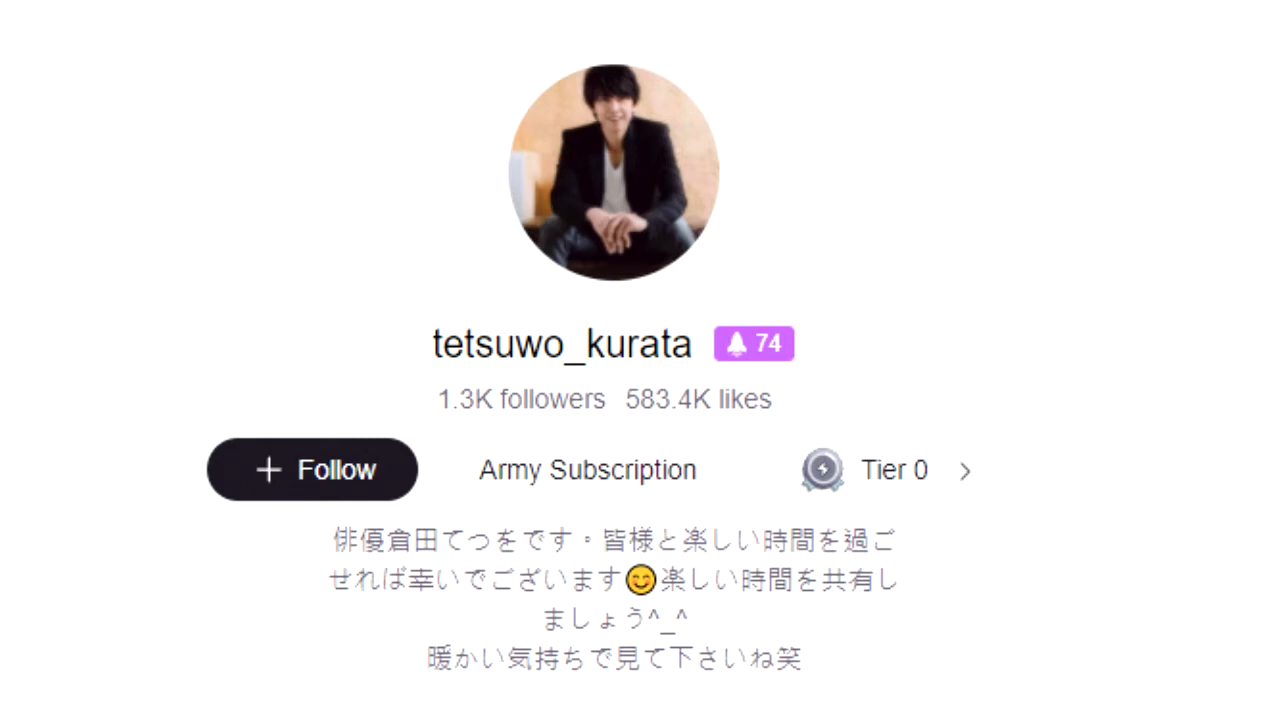 tetsuwo_kurata 74
1.3K followers 583.4K likes
Follow Army Subscription Tier 0
俳優倉田てつをです。皆様と楽しい時間を過ご
せれば幸いでございます😊楽しい時間を共有し
ましょう^_^
暖かい気持ちで見て下さいね笑